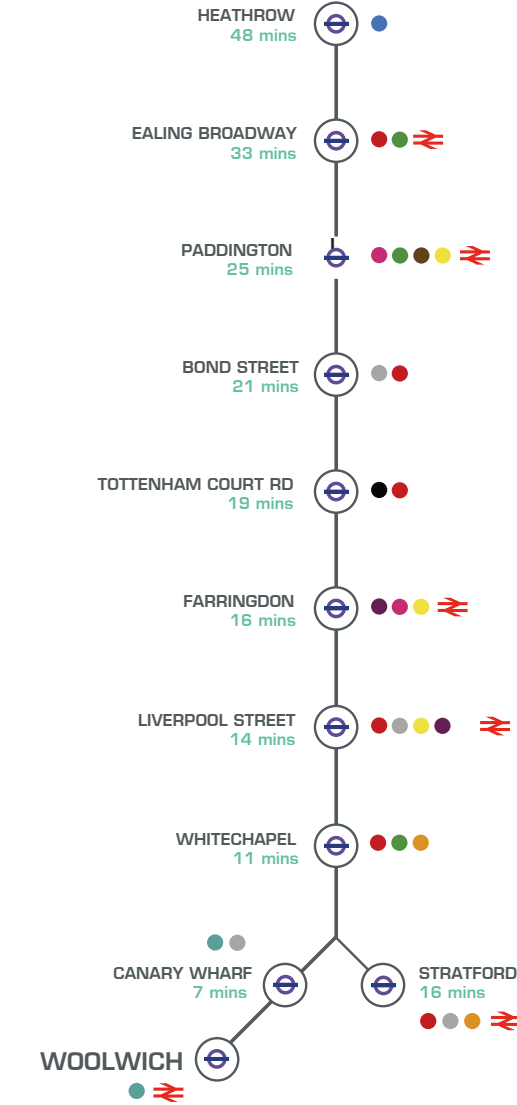 HEATHROW
48 mins
EALING BROADWAY
33 mins
PADDINGTON
25 mins
BOND STREET
21 mins
TOTTENHAM COURT RD
19 mins
FARRINGDON
16 mins
LIVERPOOL STREET
14 mins
WHITECHAPEL
11 mins
CANARY WHARF
7 mins
STRATFORD
16 mins
WOOLWICH